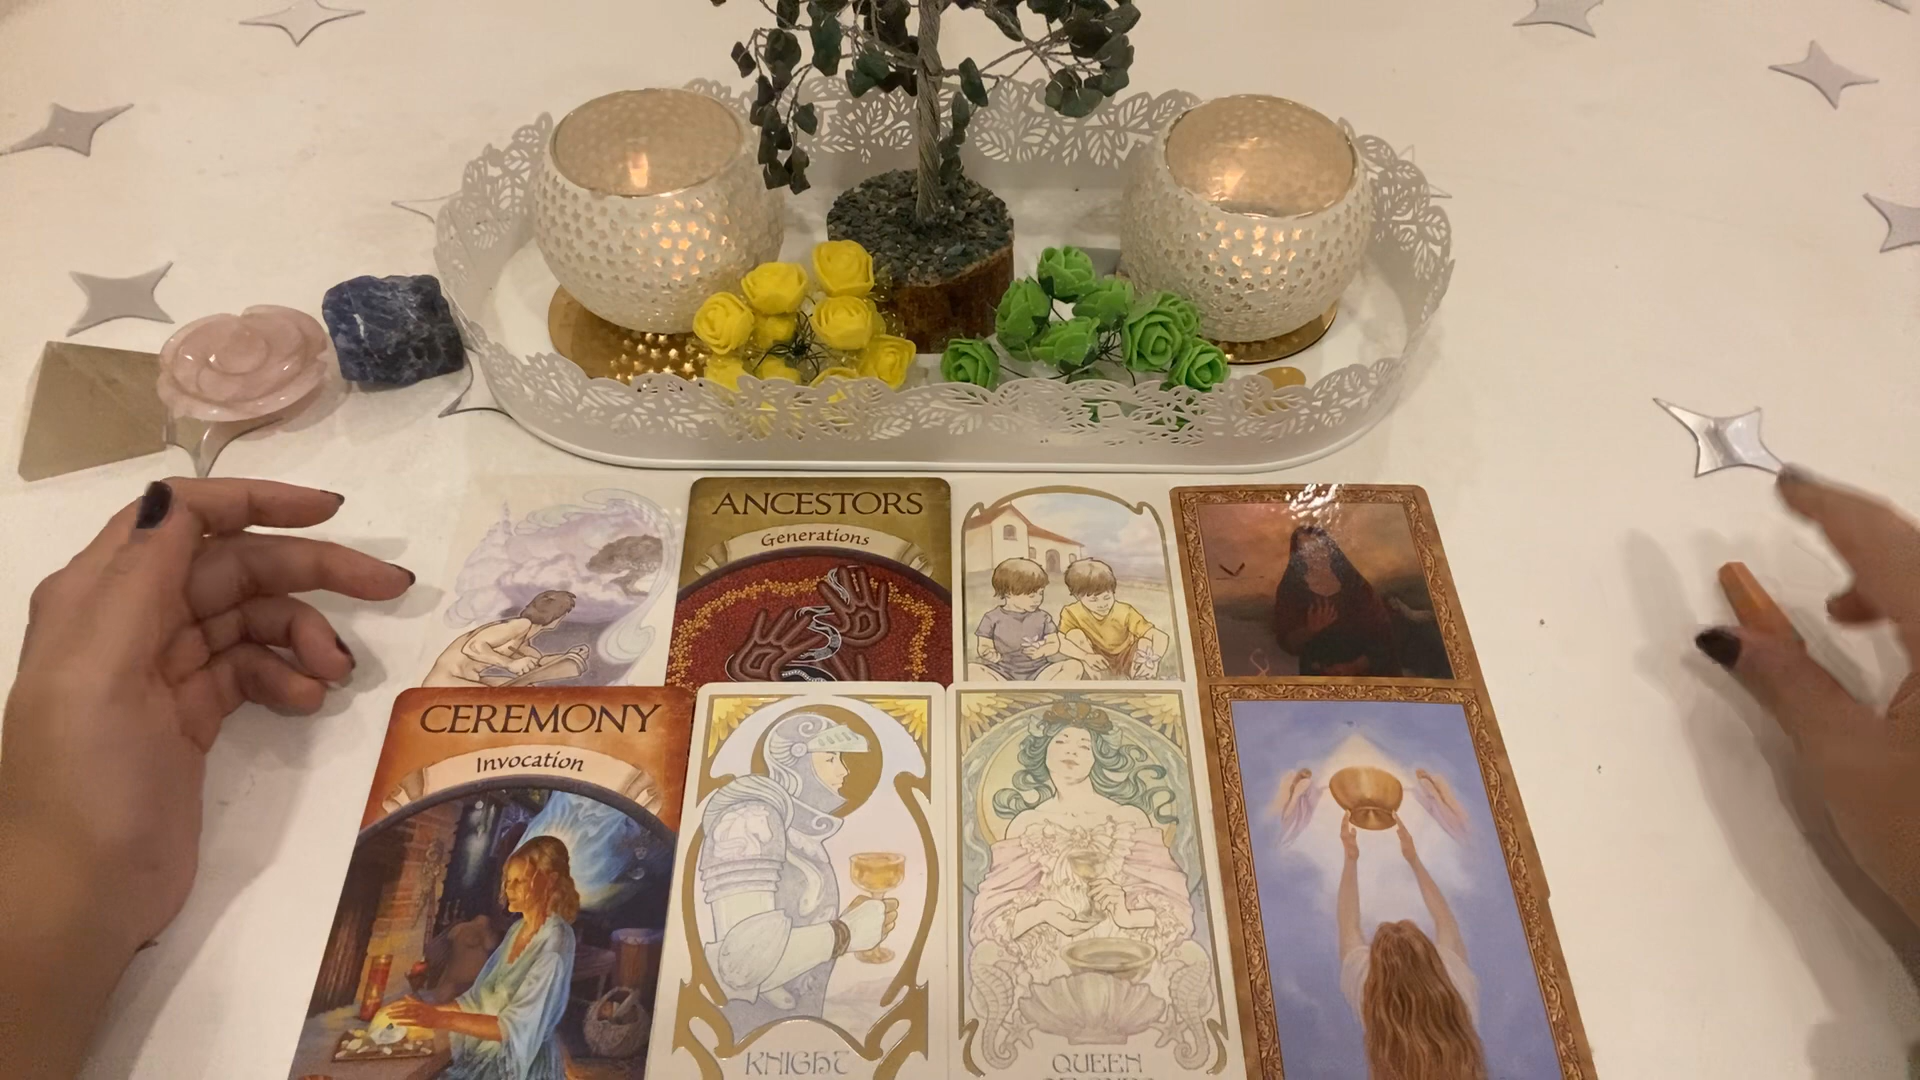 ANCESTORS
Generations
CEREMONY
Invocation
KNIGHT
QUEEN